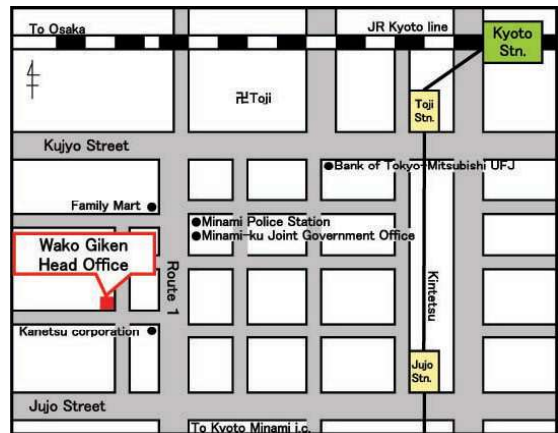 To Osaka
JR Kyoto line
Kyoto
Stn.
卍Toji
Toji
Stn.
Kujyo Street
Bank of Tokyo-Mitsubishi UFJ
Family Mart
Minami Police Station
Minami-ku Joint Government Office
Wako Giken
Head Office
Route 1
Kintetsu
Kanetsu corporation
Jujo
Stn.
Jujo Street
To Kyoto Minami i.c.